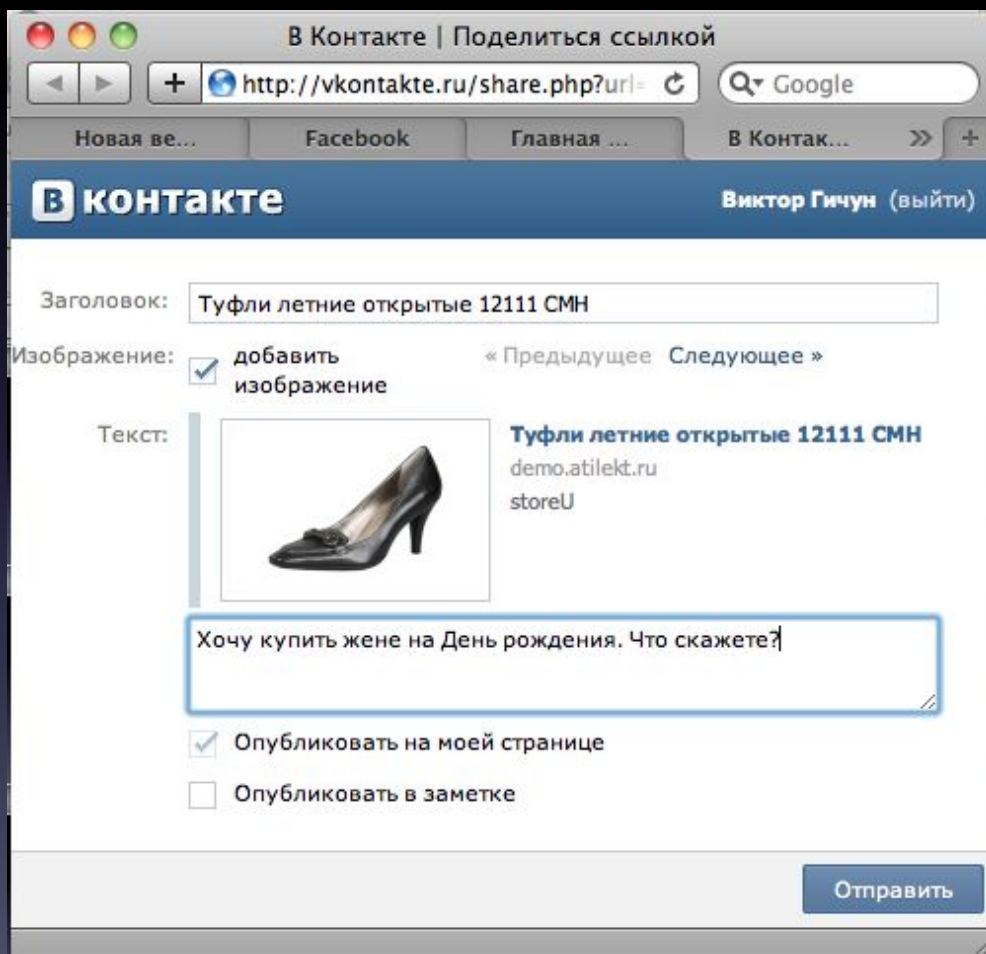 В Контакте | Поделиться ссылкой
http://vkontakte.ru/share.php?url= Google
Новая ве... Facebook Главная ... В Контак... »
В контакте Виктор Гичун (выйти)
Заголовок: Туфли летние открытые 12111 СМН
Изображение: добавить « Предыдущее Следующее »
изображение
Текст: Туфли летние открытые 12111 СМН
demo.atilekt.ru
storeU
Хочу купить жене на День рождения. Что скажете?
Опубликовать на моей странице
Опубликовать в заметке
Отправить